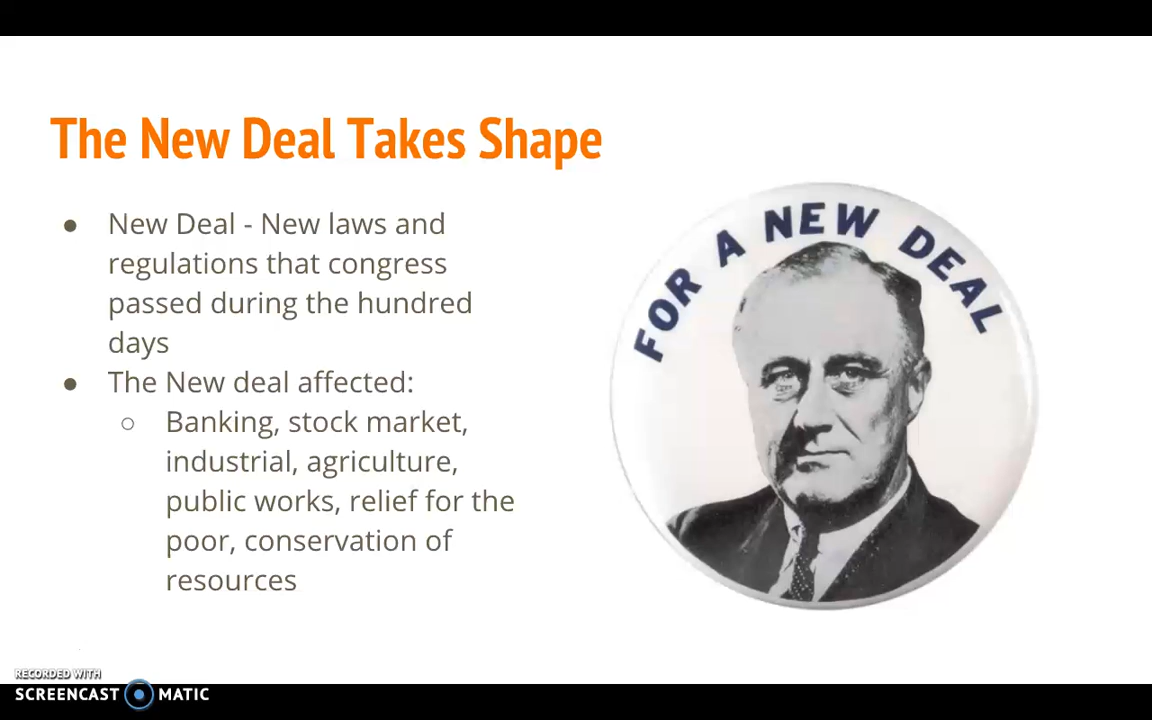 The New Deal Takes Shape
● New Deal - New laws and
regulations that congress
passed during the hundred
days
● The New deal affected:
○ Banking, stock market,
industrial, agriculture,
public works, relief for the
poor, conservation of
resources
FOR A NEW DEAL
RECORDED WITH
SCREENCAST MATIC